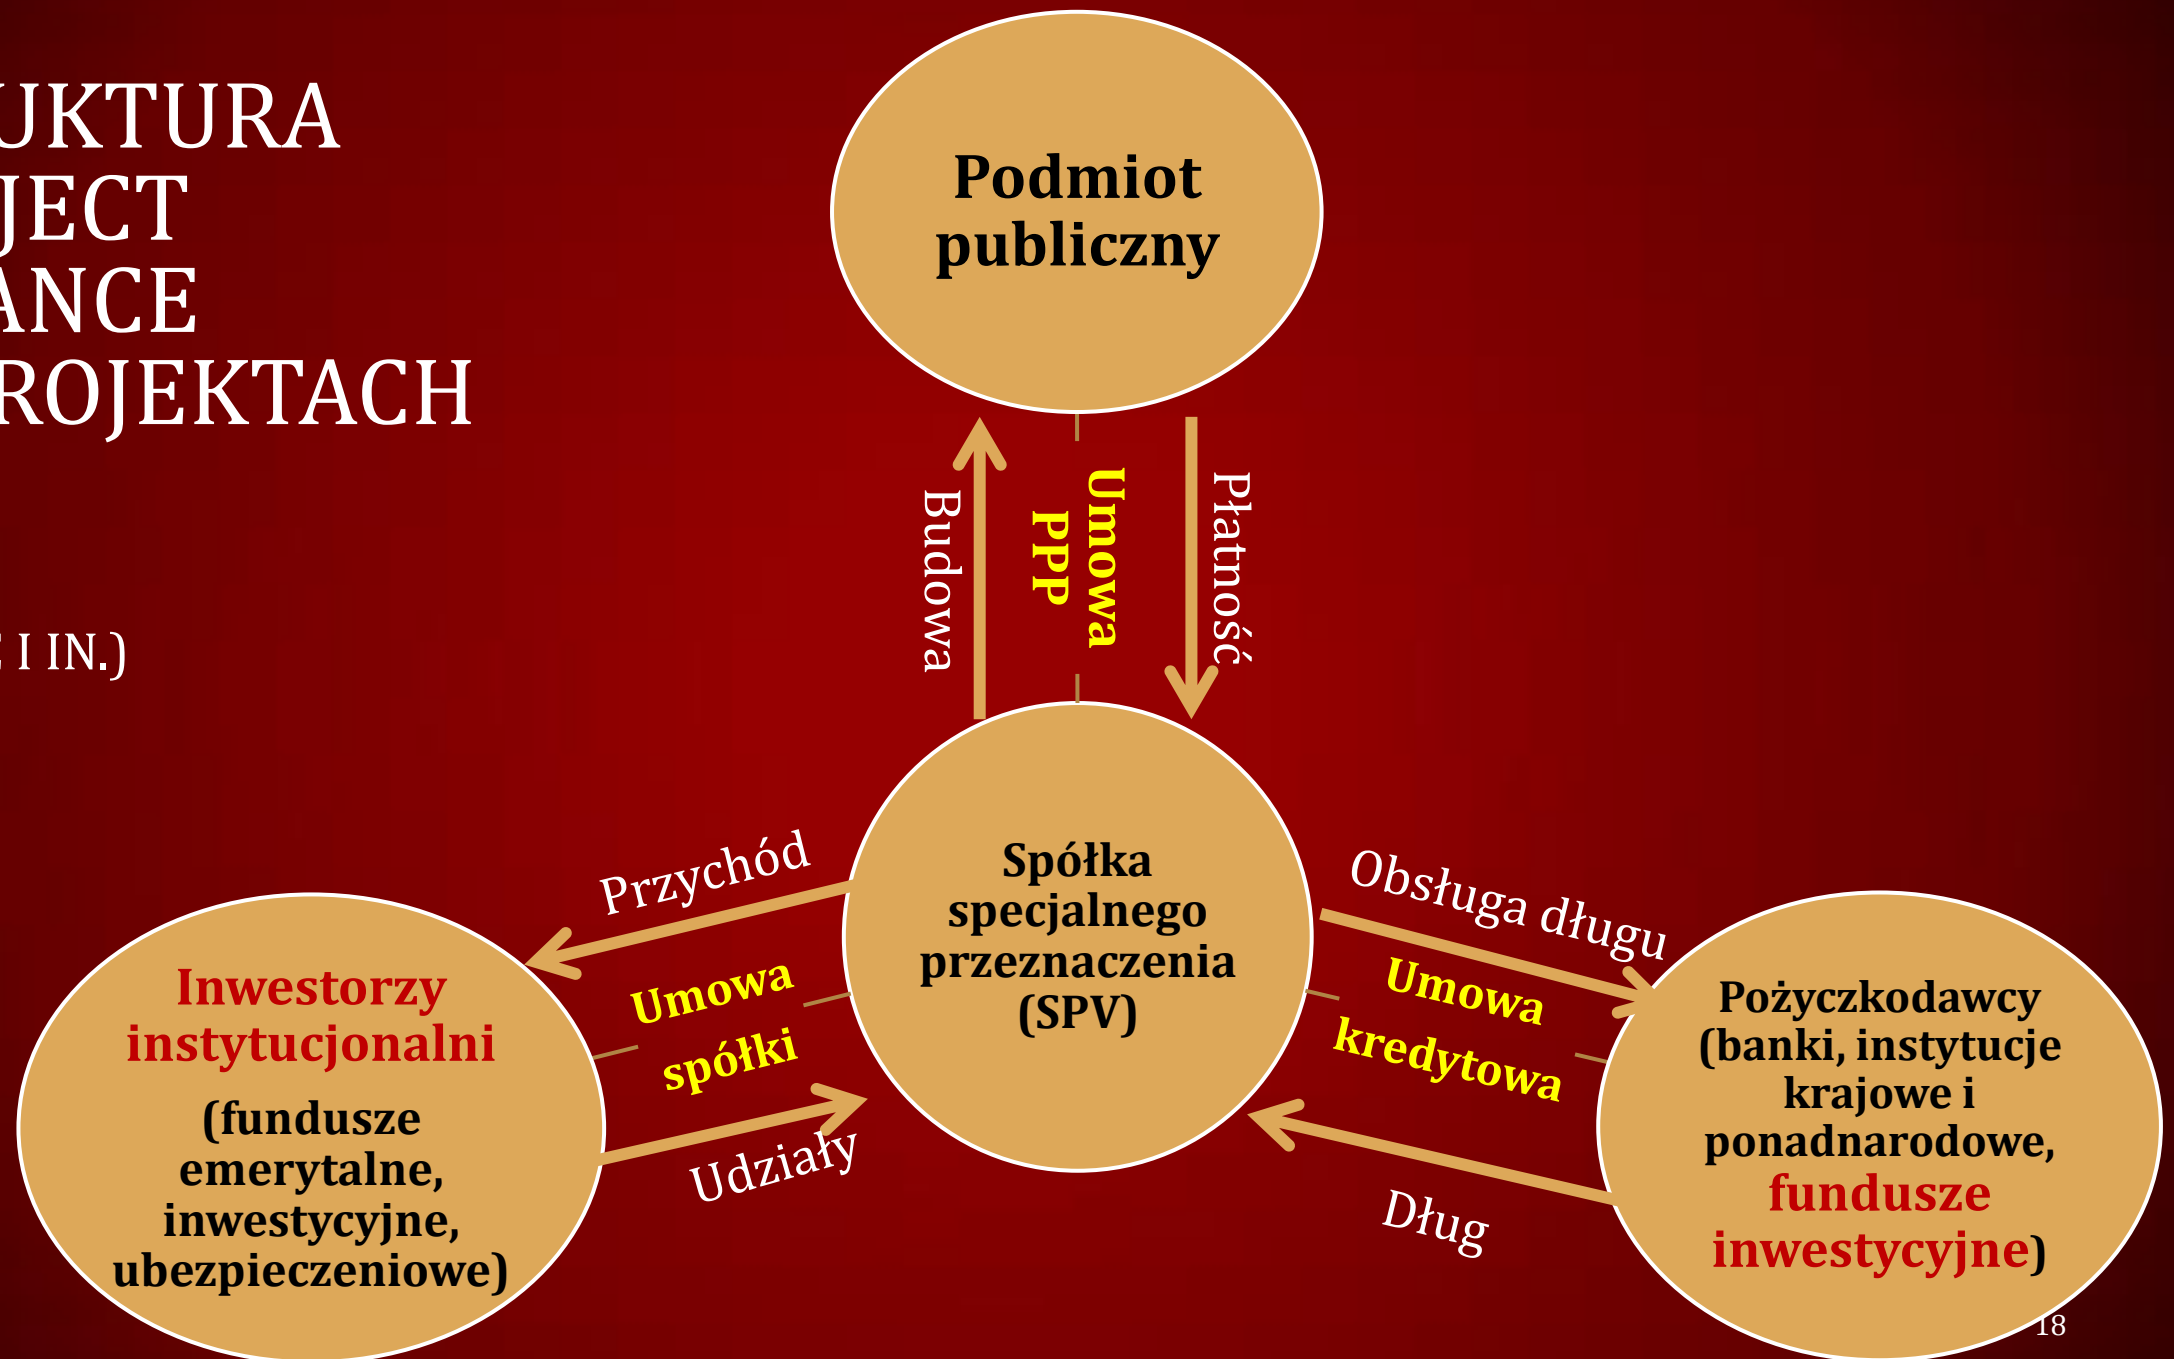 UKTURA
JECT
ANCE
ROJEKTACH
I IN.)
Podmiot
publiczny
Budowa
Umowa
PPP
Płatność
Spółka
specjalnego
przeznaczenia
(SPV)
Przychód
Umowa
spółki
Udziały
Inwestorzy
instytucjonalni
(fundusze
emerytalne,
inwestycyjne,
ubezpieczeniowe)
Obsługa długu
Umowa
kredytowa
Dług
Pożyczkodawcy
(banki, instytucje
krajowe i
ponadnarodowe,
fundusze
inwestycyjne)
18